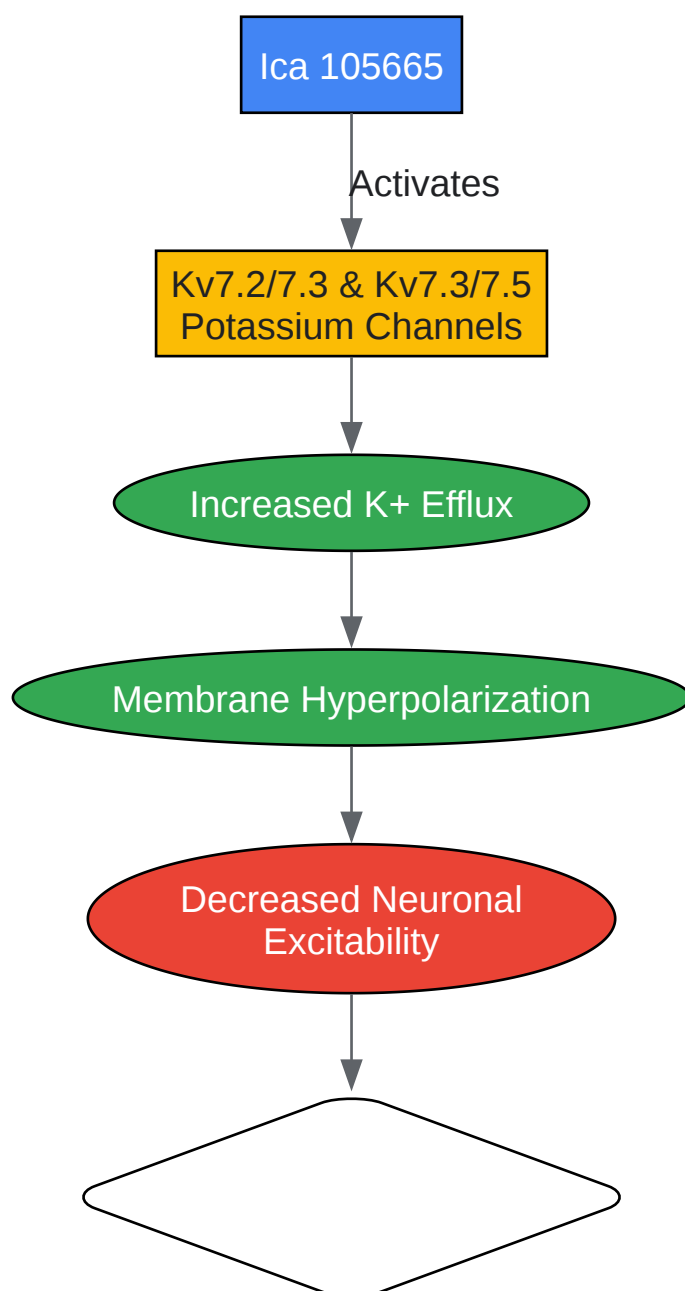 Ica 105665
Activates
Kv7.2/7.3 & Kv7.3/7.5
Potassium Channels
Increased K+ Efflux
Membrane Hyperpolarization
Decreased Neuronal
Excitability